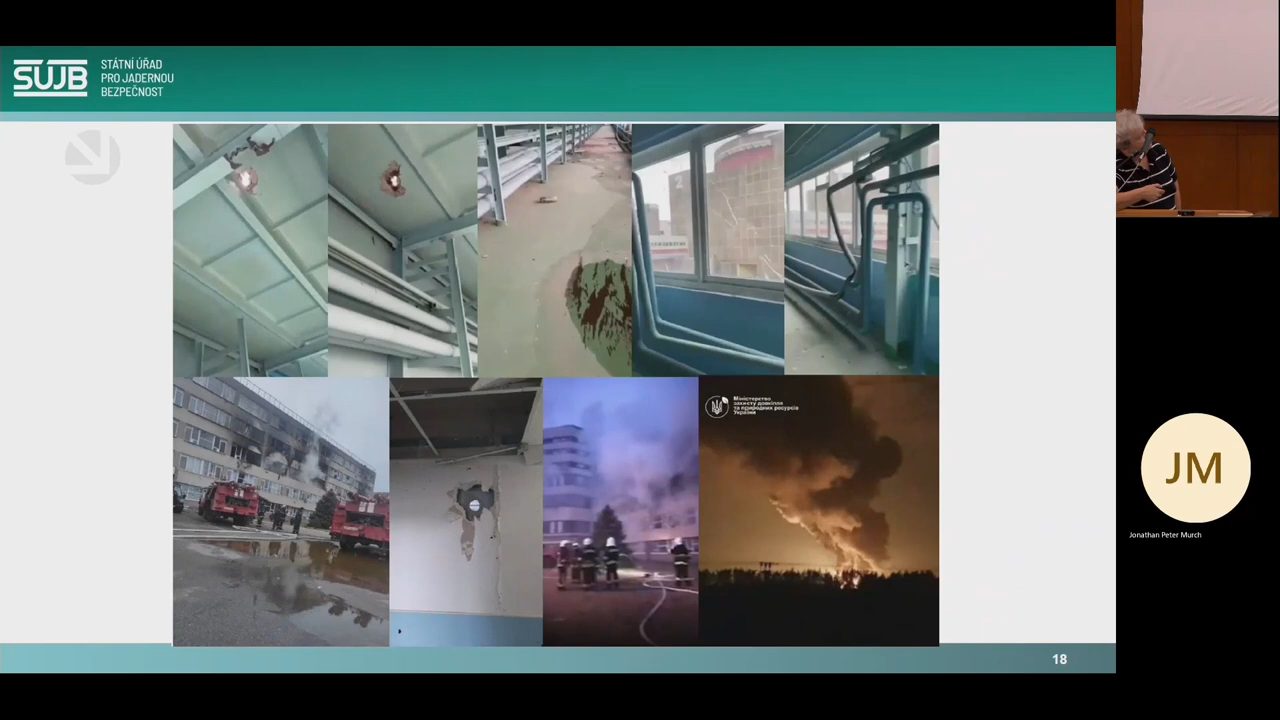 SÚJB
STÁTNÍ ÚŘAD
PRO JADERNOU
BEZPEČNOST
Міністерство
захисту довкілля
та природних ресурсів
України
18
JM
Jonathan Peter Murch